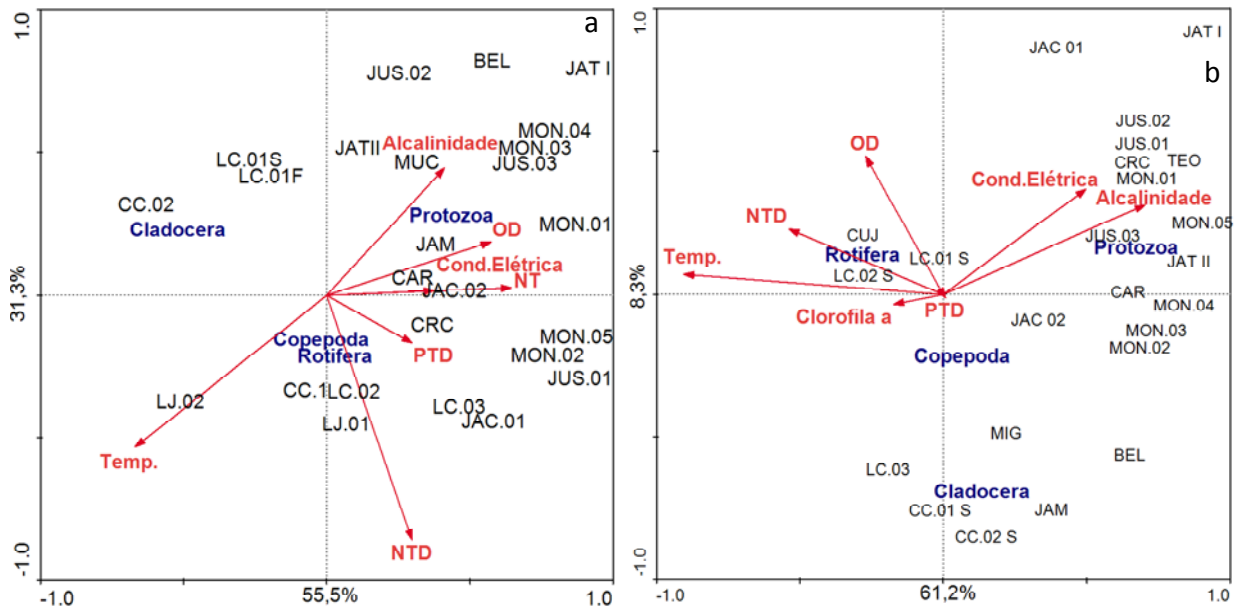 1.0
a
BEL
JUS.02
JAT I
Alcalinidade
MON.04
JATII
MON.03
LC.01S
MUC
JUS.03
LC.01F
CC.02
Protozoa
MON.01
Cladocera
OD
JAM
Cond.Elétrica
CAR
NT
JAC.02
31,3%
CRC
Copepoda
MON.05
Rotifera
PTD
MON.02
JUS.01
CC.1
LC.02
LJ.02
LC.03
LJ.01
JAC.01
Temp.
NTD
-1.0
-1.0
55,5%
1.0
1.0
JAT I
JAC 01
b
JUS.02
OD
JUS.01
CRC
TEO
Cond.Elétrica
MON.01
Alcalinidade
NTD
MON.05
CUJ
JUS.03
Rotifera
Protozoa
Temp.
LC.01 S
JAT II
LC.02 S
8,3%
CAR
Clorofila a
PTD
MON.04
JAC 02
MON.03
Copepoda
MON.02
MIG
BEL
LC.03
Cladocera
CC.01 S
JAM
CC.02 S
-1.0
-1.0
61,2%
1.0